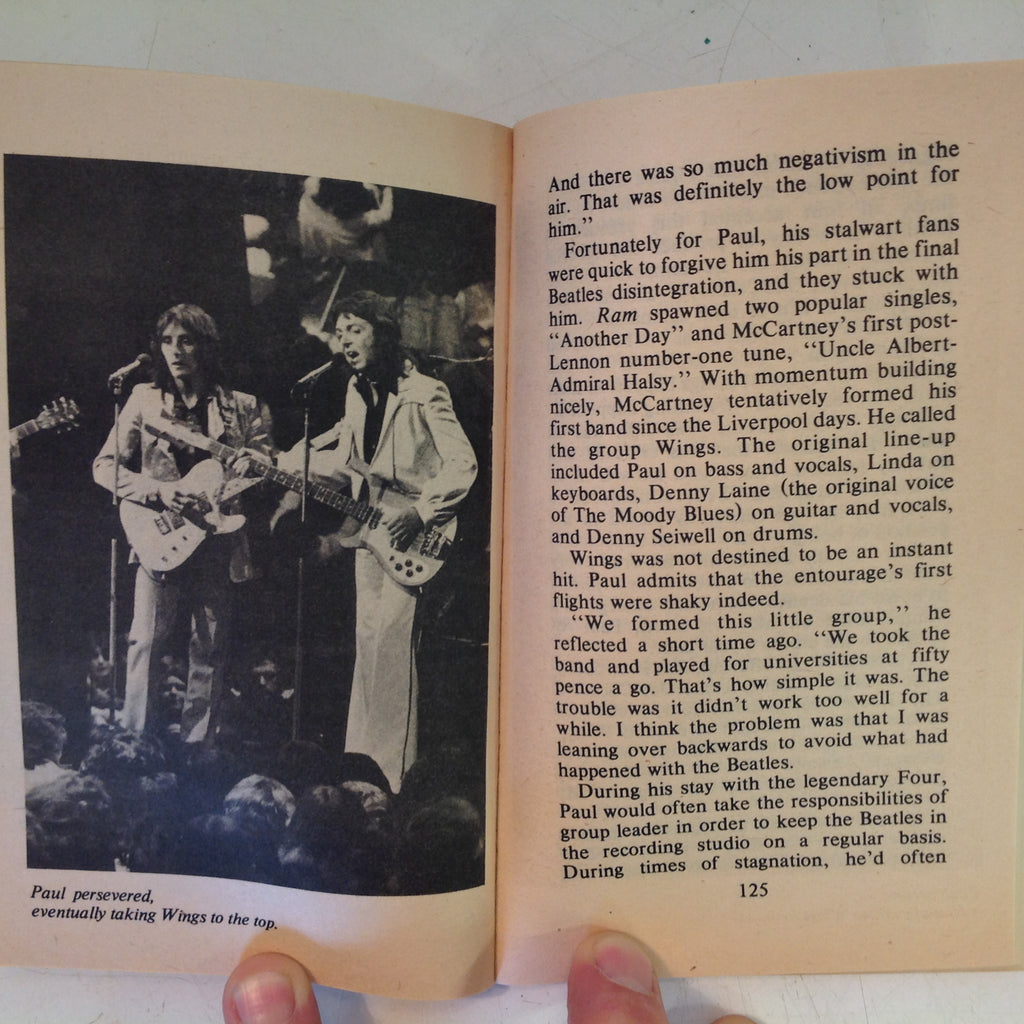 Paul persevered,
eventually taking Wings to the top.
And there was so much negativism in the
air. That was definitely the low point for
him.”
Fortunately for Paul, his stalwart fans
were quick to forgive him his part in the final
Beatles disintegration, and they stuck with
him. Ram spawned two popular singles,
“Another Day” and McCartney’s first post-
Lennon number-one tune, “Uncle Albert-
Admiral Halsy.” With momentum building
nicely, McCartney tentatively formed his
first band since the Liverpool days. He called
the group Wings. The original line-up
included Paul on bass and vocals, Linda on
keyboards, Denny Laine (the original voice
of The Moody Blues) on guitar and vocals,
and Denny Seiwell on drums.
Wings was not destined to be an instant
hit. Paul admits that the entourage’s first
flights were shaky indeed.
“We formed this little group,” he
reflected a short time ago. “We took the
band and played for universities at fifty
pence a go. That’s how simple it was. The
trouble was it didn’t work too well for a
while. I think the problem was that I was
leaning over backwards to avoid what had
happened with the Beatles.
During his stay with the legendary Four,
Paul would often take the responsibilities of
group leader in order to keep the Beatles in
the recording studio on a regular basis.
During times of stagnation, he’d often
125